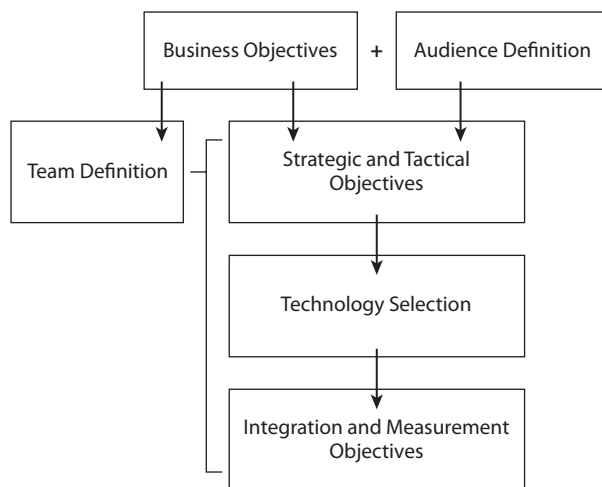 Business Objectives
+
Audience Definition
Team Definition
Strategic and Tactical
Objectives
Technology Selection
Integration and Measurement
Objectives